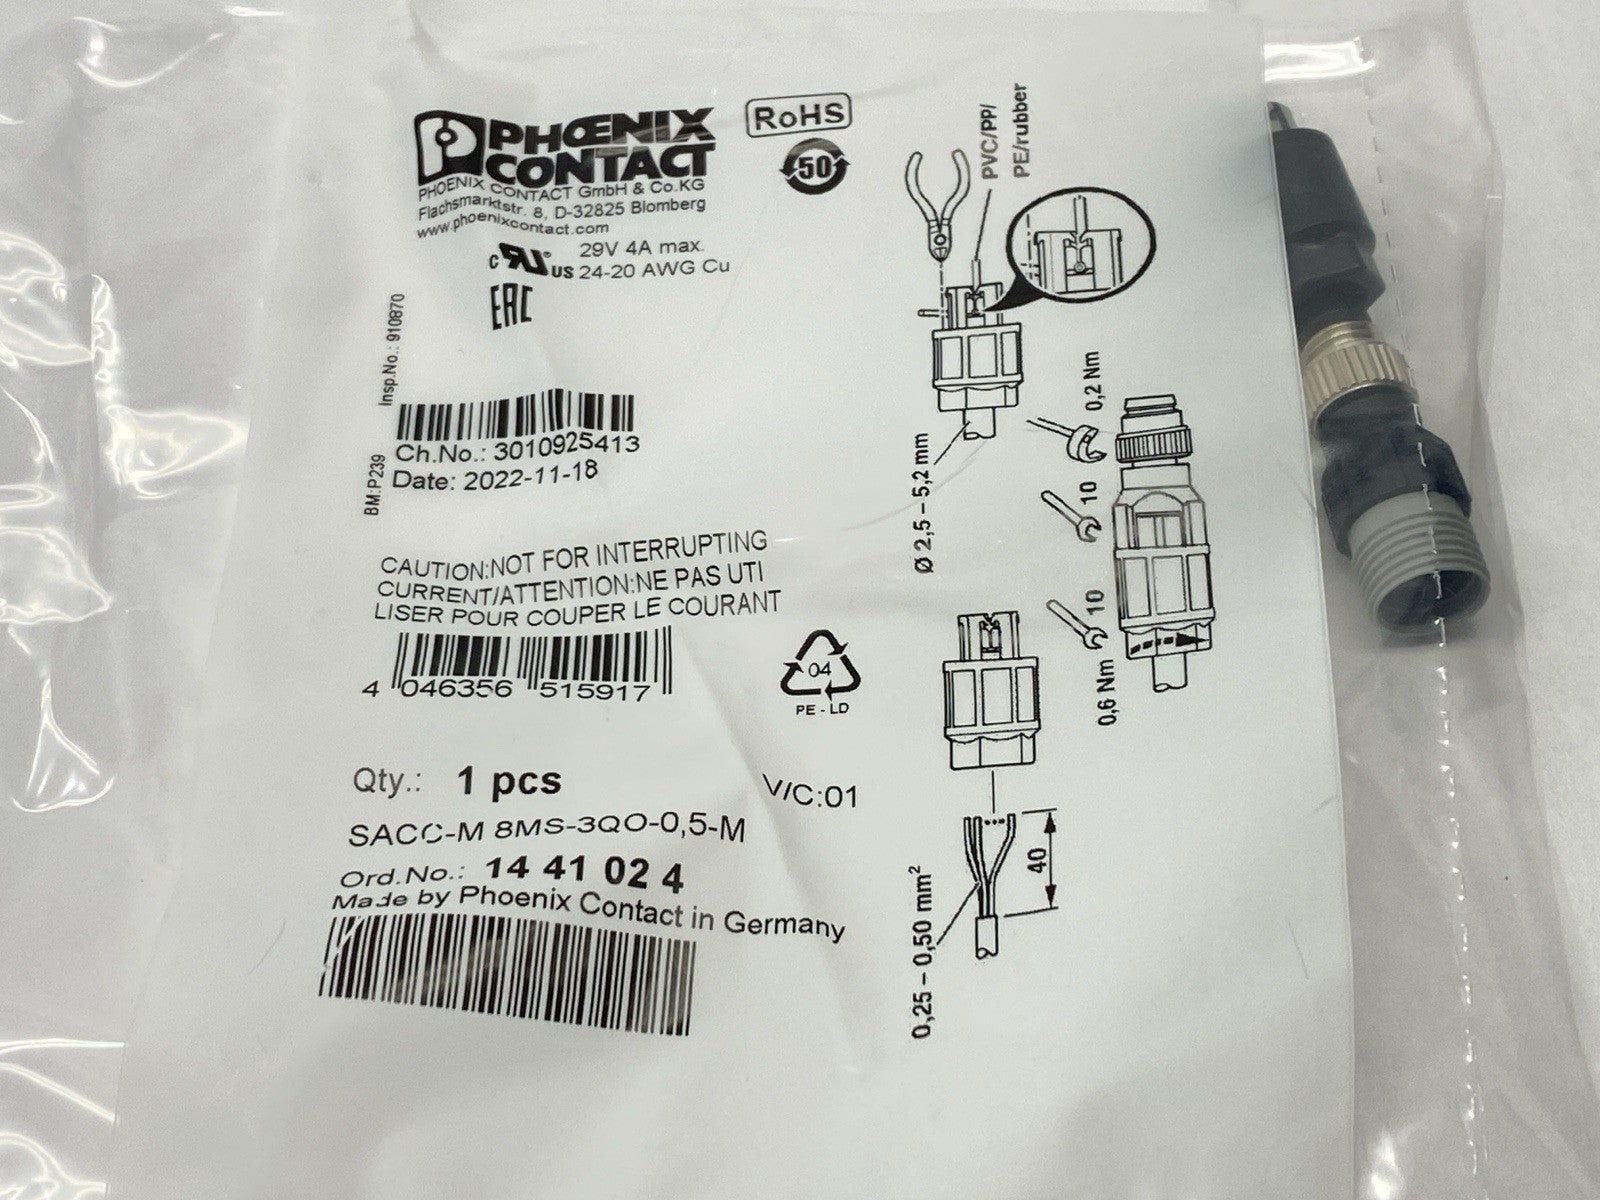 PHŒNIX
CONTACT
PHOENIX CONTACT GmbH & Co.KG
Flachsmarktstr. 8, D-32825 Blomberg
www.phoenixcontact.com
RoHS
50
c RU US
29V 4A max.
24-20 AWG Cu
EAC
Insp.No.: 910870
BM:P239
Ch.No.: 3010925413
Date: 2022-11-18
CAUTION:NOT FOR INTERRUPTING
CURRENT/ATTENTION:NE PAS UTI
LISER POUR COUPER LE COURANT
4 046356 515917
04
PE - LD
Qty.: 1 pcs
V/C:01
SACC-M 8MS-3QO-0,5-M
Ord.No.: 14 41 02 4
Made by Phoenix Contact in Germany
PVC/PP/
PE/rubber
Ø 2,5 – 5,2 mm
0,2 Nm
10
10
0,6 Nm
40
0,25 – 0,50 mm²